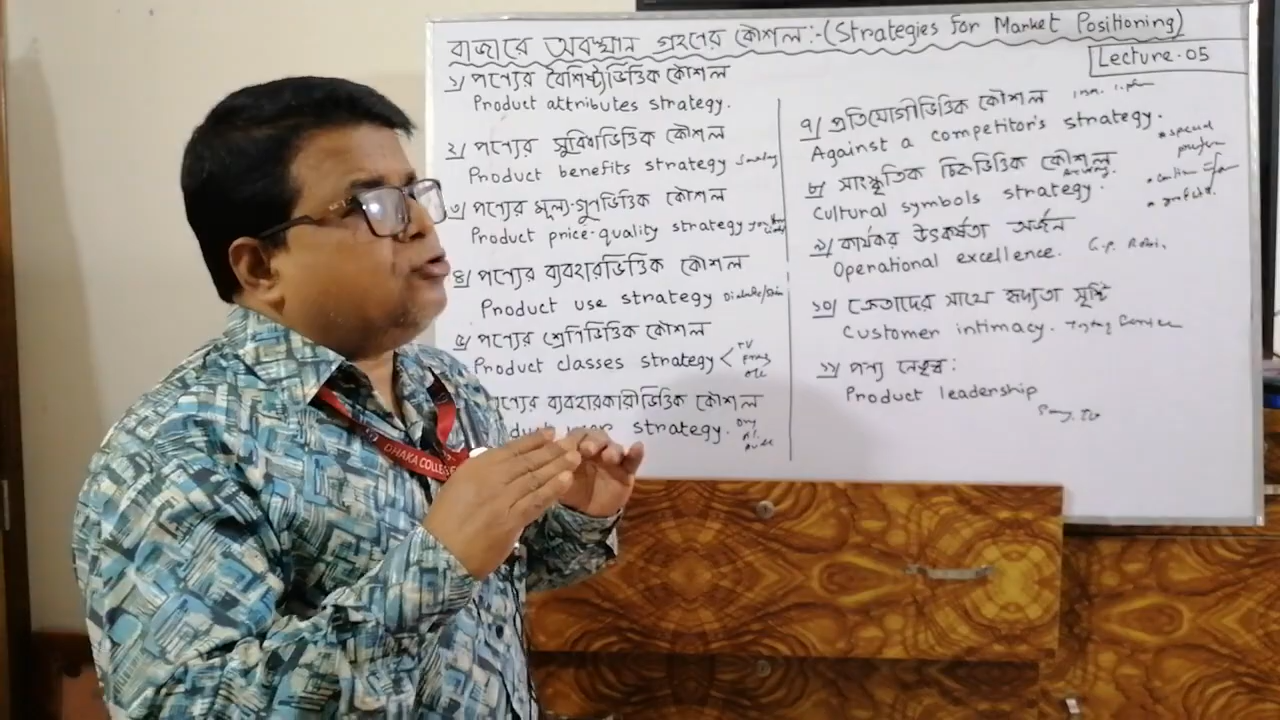 বাজারে অবস্থান গ্রহণের কৌশল:-(Strategies for Market Positioning)
Lecture-05
১/ পণ্যের বৈশিষ্ট্যভিত্তিক কৌশল
Product attributes strategy.
২/ পণ্যের সুবিধাভিত্তিক কৌশল
Product benefits strategy
৩/ পণ্যের মূল্য-গুণভিত্তিক কৌশল
Product price-quality strategy
৪/ পণ্যের ব্যবহারভিত্তিক কৌশল
Product use strategy
৫/ পণ্যের শ্রেণিভিত্তিক কৌশল
Product classes strategy < TV
পণ্যের ব্যবহারকারীভিত্তিক কৌশল
user strategy.
৭/ প্রতিযোগীভিত্তিক কৌশল
Against a competitor's strategy.
৮/ সাংস্কৃতিক চিহ্নভিত্তিক কৌশল
Cultural symbols strategy.
৯/ কার্যকর উৎকর্ষতা অর্জন
Operational excellence. G.P. Robi.
১০/ ক্রেতাদের সাথে হৃদ্যতা সৃষ্টি
Customer intimacy.
১১/ পণ্য নেতৃত্ব:
Product leadership
DHAKA COLLEGE